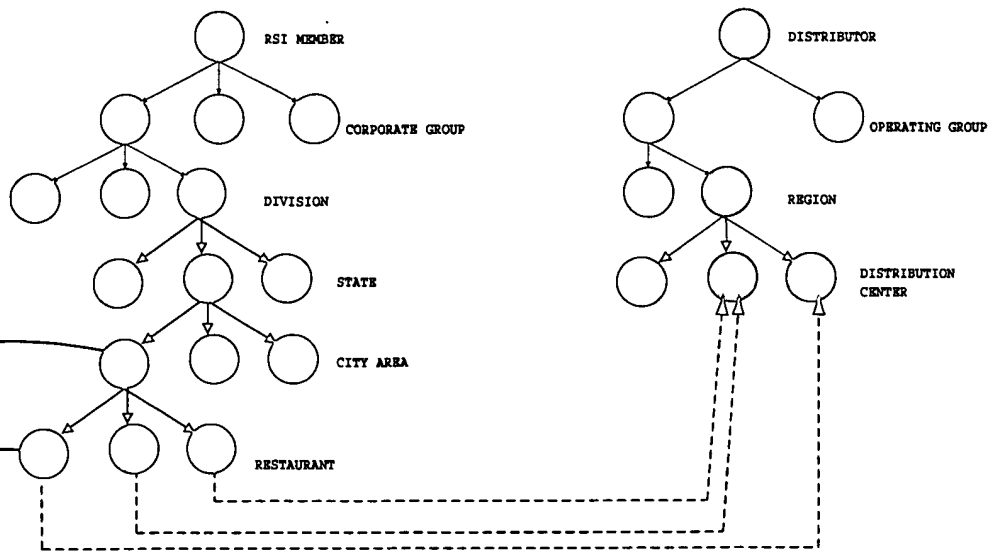 RSI MEMBER
DISTRIBUTOR
CORPORATE GROUP
OPERATING GROUP
DIVISION
REGION
STATE
DISTRIBUTION
CENTER
CITY AREA
RESTAURANT